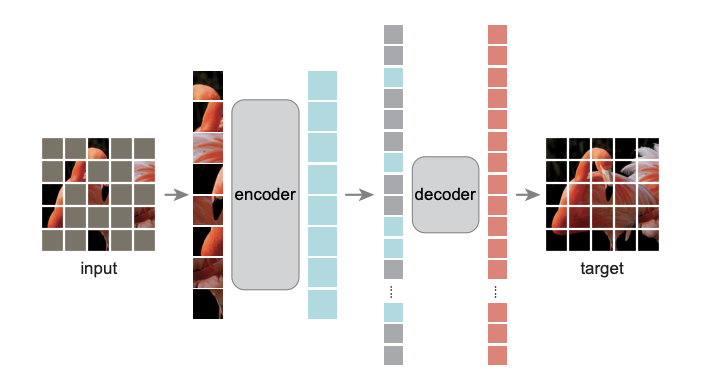 encoder
decoder
input
target